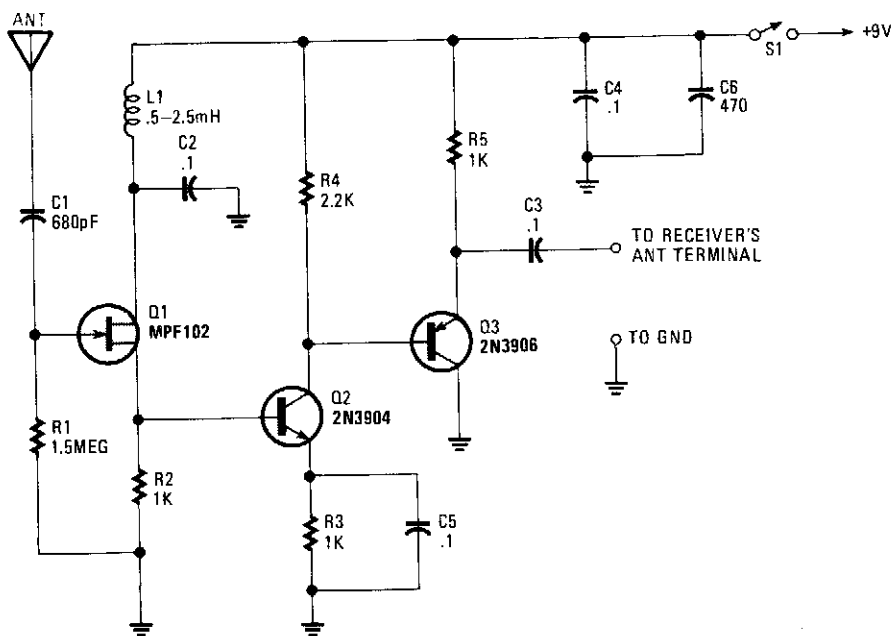 ANT
+9V
S1
L1
.5–2.5mH
C4
.1
C6
470
C2
.1
R5
1K
R4
2.2K
C1
680pF
C3
.1
TO RECEIVER'S
ANT TERMINAL
Q1
MPF102
Q3
2N3906
TO GND
Q2
2N3904
R1
1.5MEG
R2
1K
R3
1K
C5
.1